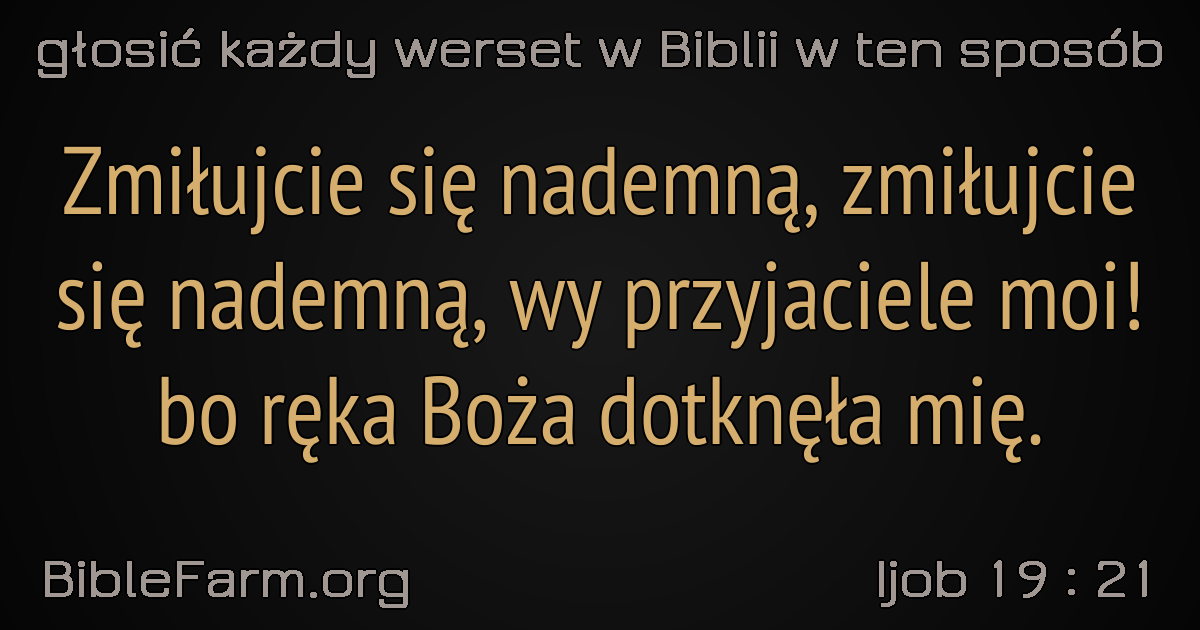 głosić każdy werset w Biblii w ten sposób
Zmiłujcie się nademną, zmiłujcie
się nademną, wy przyjaciele moi!
bo ręka Boża dotknęła mię.
BibleFarm.org
Ijob 19 : 21